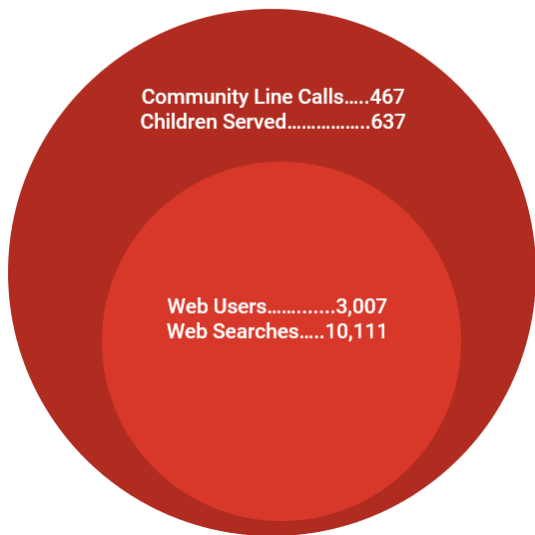 Community Line Calls.....467
Children Served.................637
Web Users.............3,007
Web Searches.....10,111